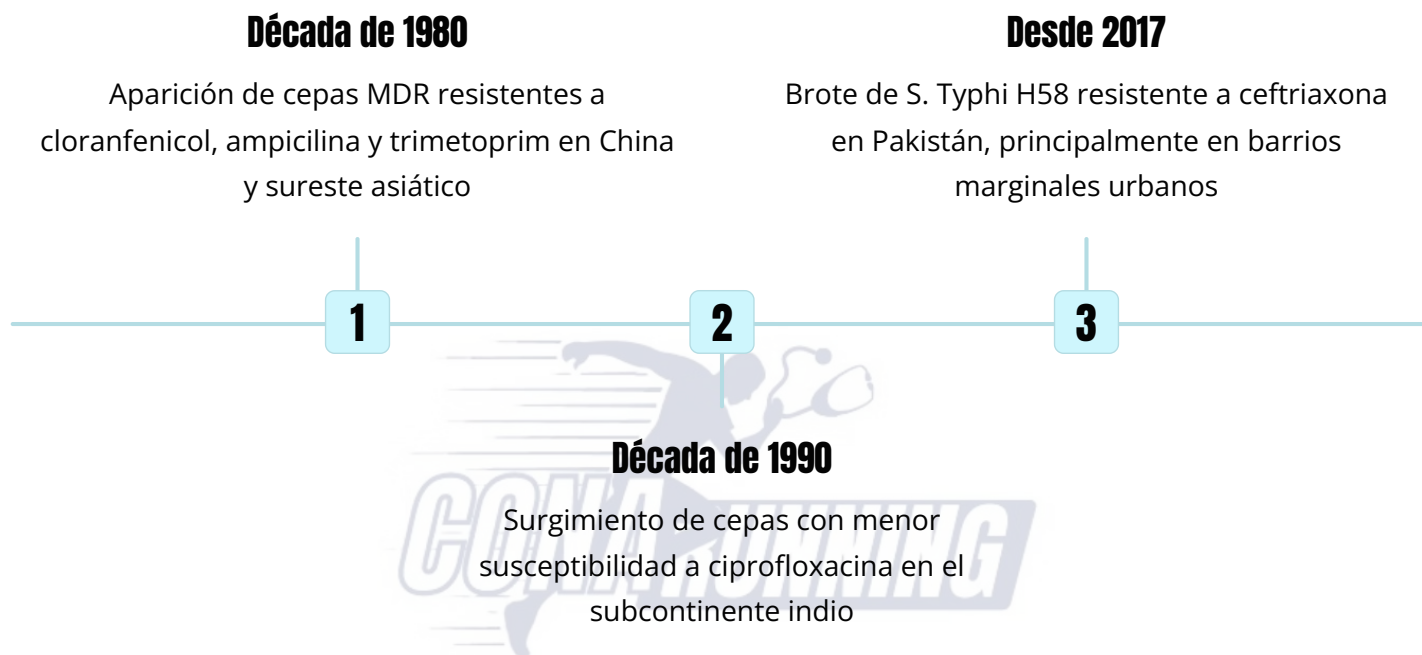 Década de 1980
Aparición de cepas MDR resistentes a
cloranfenicol, ampicilina y trimetoprim en China
y sureste asiático
Desde 2017
Brote de S. Typhi H58 resistente a ceftriaxona
en Pakistán, principalmente en barrios
marginales urbanos
1
2
3
Década de 1990
Surgimiento de cepas con menor
susceptibilidad a ciprofloxacina en el
subcontinente indio
CONA RUNNING